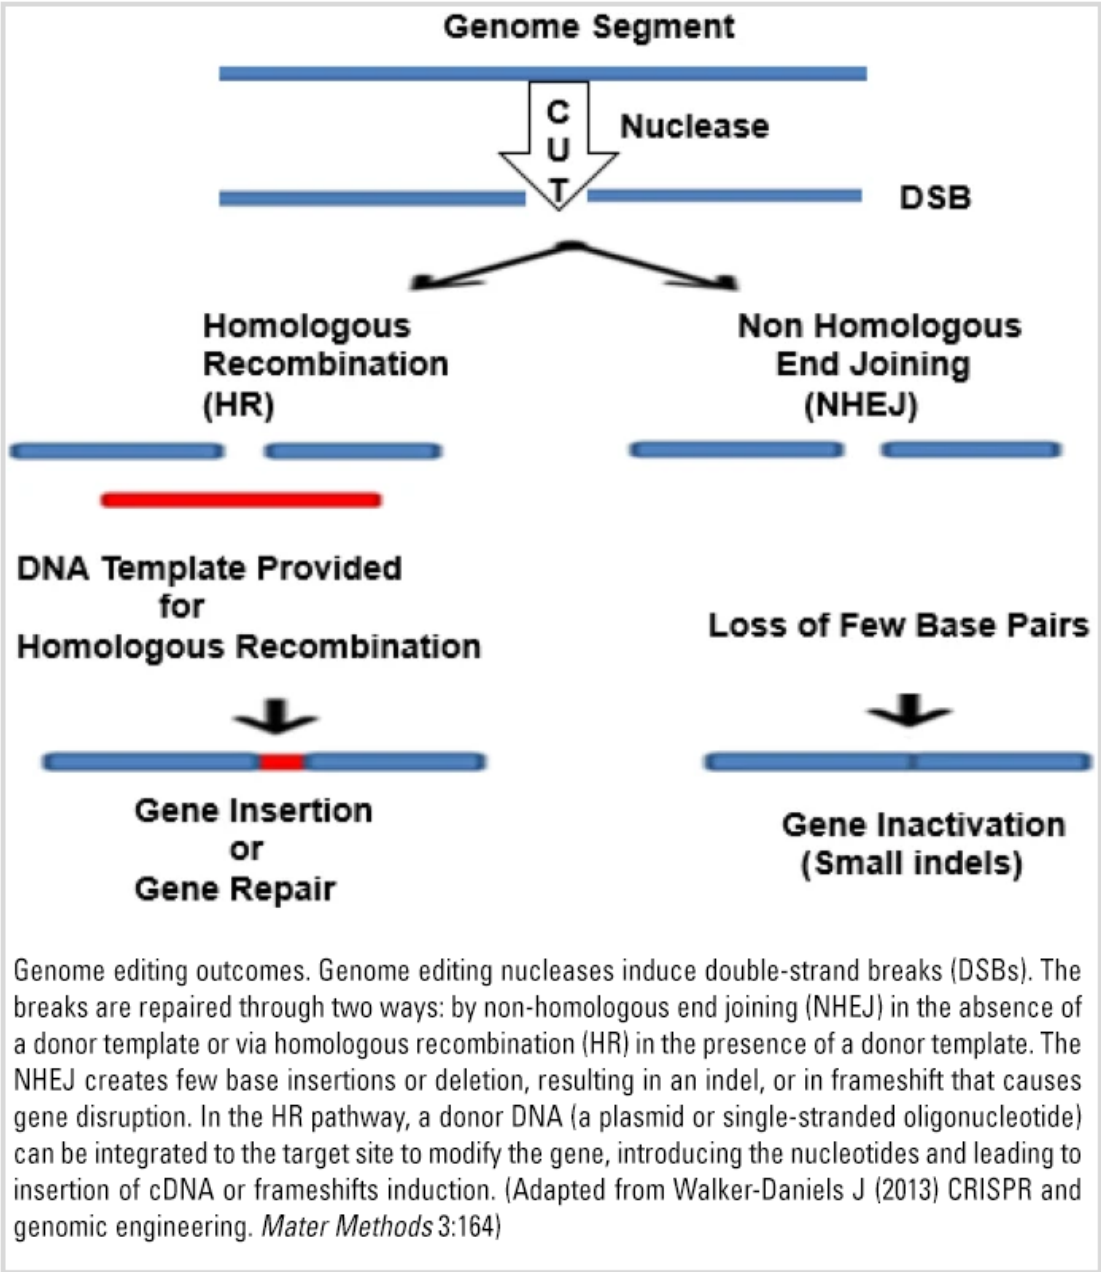 Genome Segment
C
U
T
Nuclease
DSB
Homologous
Recombination
(HR)
Non Homologous
End Joining
(NHEJ)
DNA Template Provided
for
Homologous Recombination
Loss of Few Base Pairs
Gene Insertion
or
Gene Repair
Gene Inactivation
(Small indels)
Genome editing outcomes. Genome editing nucleases induce double-strand breaks (DSBs). The
breaks are repaired through two ways: by non-homologous end joining (NHEJ) in the absence of
a donor template or via homologous recombination (HR) in the presence of a donor template. The
NHEJ creates few base insertions or deletion, resulting in an indel, or in frameshift that causes
gene disruption. In the HR pathway, a donor DNA (a plasmid or single-stranded oligonucleotide)
can be integrated to the target site to modify the gene, introducing the nucleotides and leading to
insertion of cDNA or frameshifts induction. (Adapted from Walker-Daniels J (2013) CRISPR and
genomic engineering. Mater Methods 3:164)